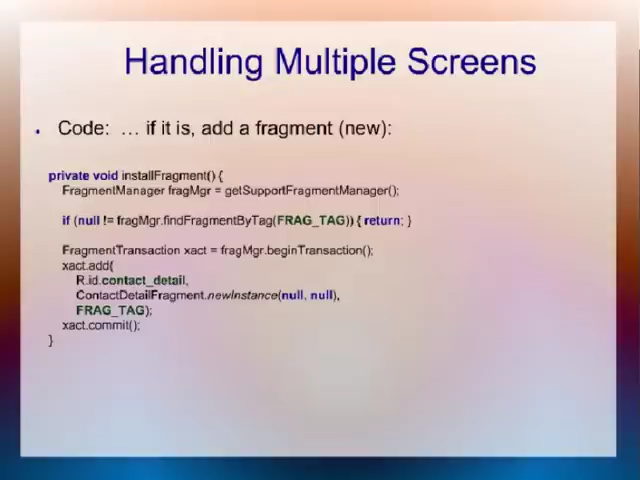 Handling Multiple Screens
• Code: … if it is, add a fragment (new):
private void installFragment() {
FragmentManager fragMgr = getSupportFragmentManager();
if (null != fragMgr.findFragmentByTag(FRAG_TAG)) { return; }
FragmentTransaction xact = fragMgr.beginTransaction();
xact.add(
R.id.contact_detail,
ContactDetailFragment.newInstance(null, null),
FRAG_TAG);
xact.commit();
}